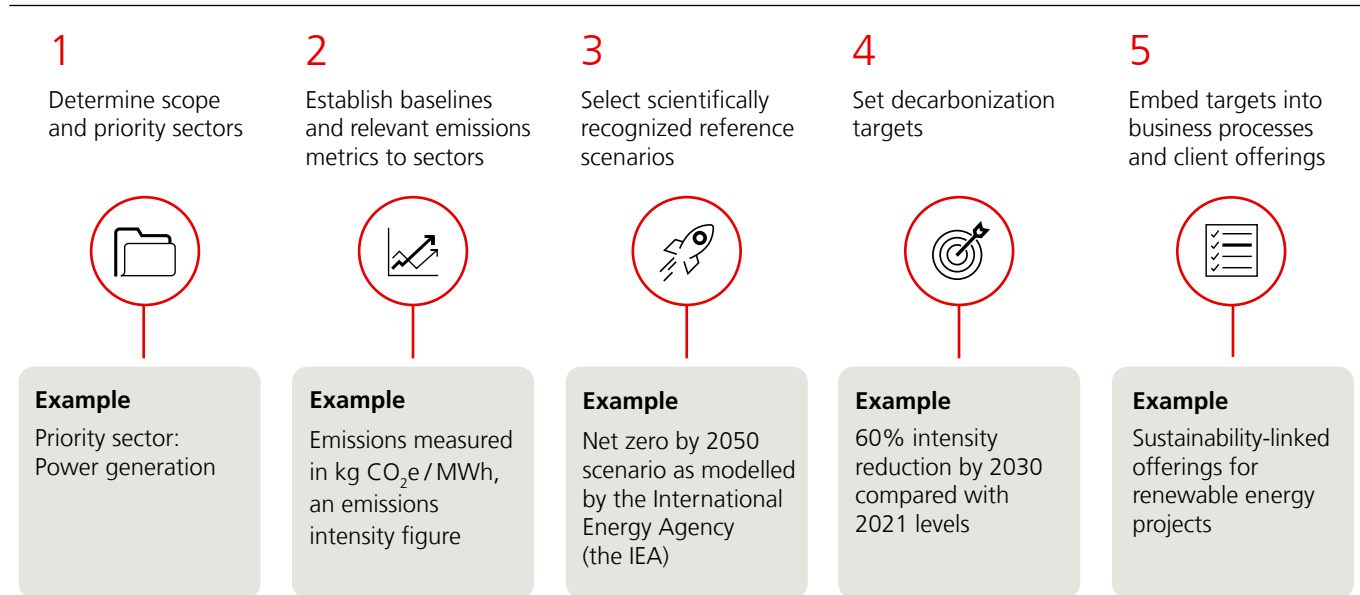 1
Determine scope
and priority sectors
2
Establish baselines
and relevant emissions
metrics to sectors
3
Select scientifically
recognized reference
scenarios
4
Set decarbonization
targets
5
Embed targets into
business processes
and client offerings
Example
Priority sector:
Power generation
Example
Emissions measured
in kg CO₂e / MWh,
an emissions
intensity figure
Example
Net zero by 2050
scenario as modelled
by the International
Energy Agency
(the IEA)
Example
60% intensity
reduction by 2030
compared with
2021 levels
Example
Sustainability-linked
offerings for
renewable energy
projects